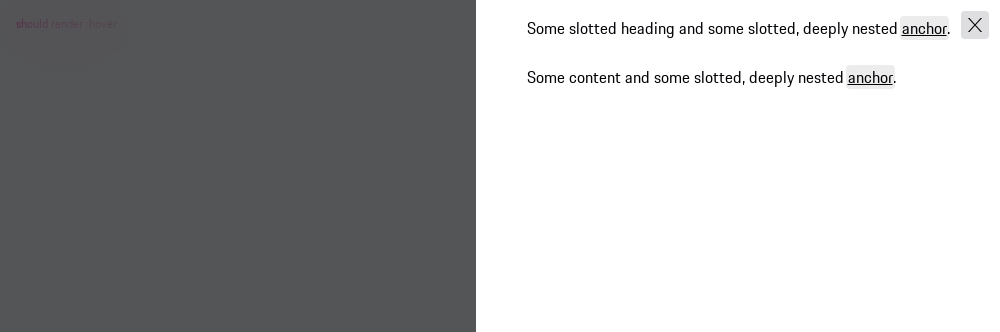 should render :hover
Some slotted heading and some slotted, deeply nested anchor.
Some content and some slotted, deeply nested anchor.